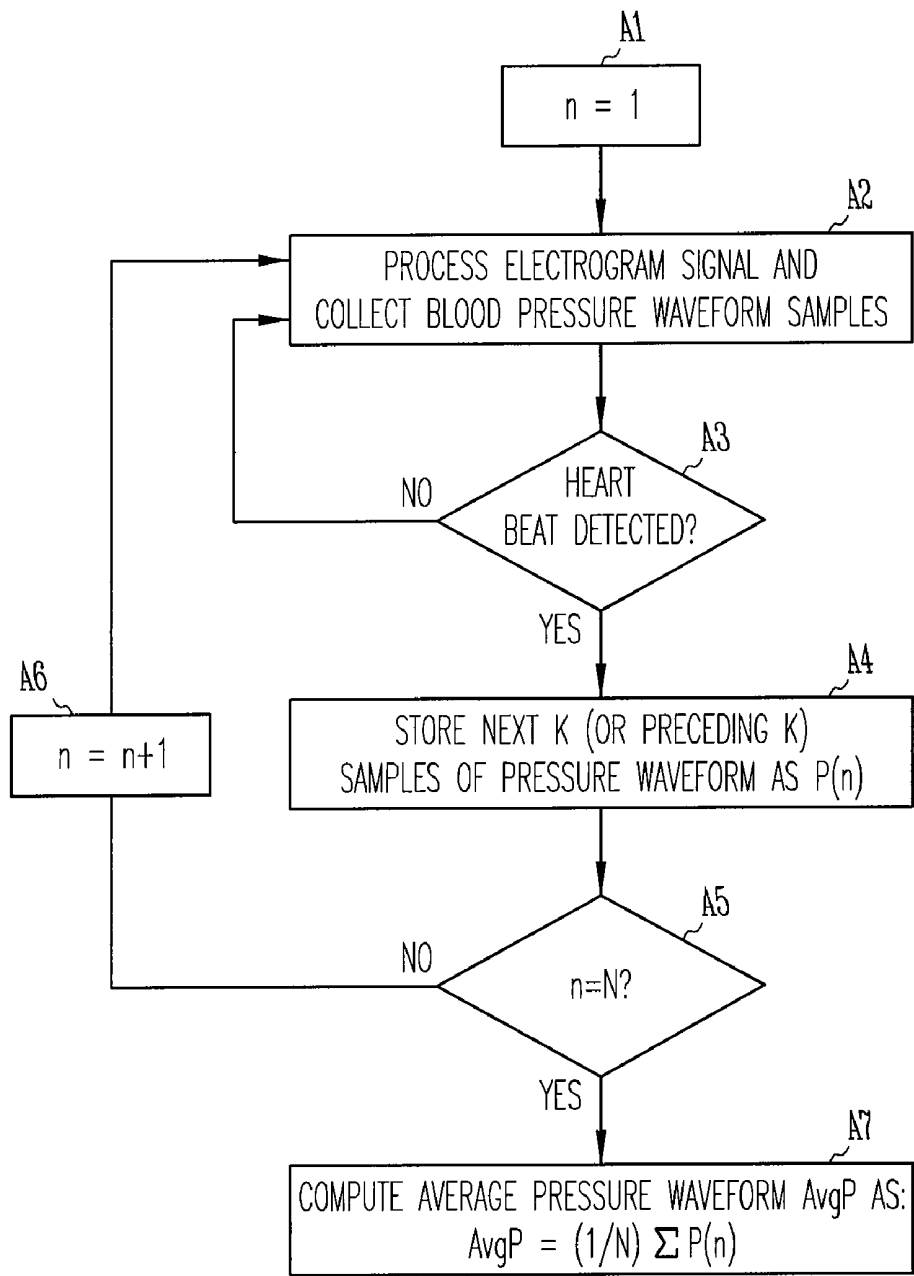 A1
n = 1
A2
PROCESS ELECTROGRAM SIGNAL AND
COLLECT BLOOD PRESSURE WAVEFORM SAMPLES
A3
NO
HEART
BEAT DETECTED?
YES
A6
n = n+1
A4
STORE NEXT K (OR PRECEDING K)
SAMPLES OF PRESSURE WAVEFORM AS P(n)
A5
NO
n=N?
YES
A7
COMPUTE AVERAGE PRESSURE WAVEFORM AvgP AS:
AvgP = (1/N) Σ P(n)